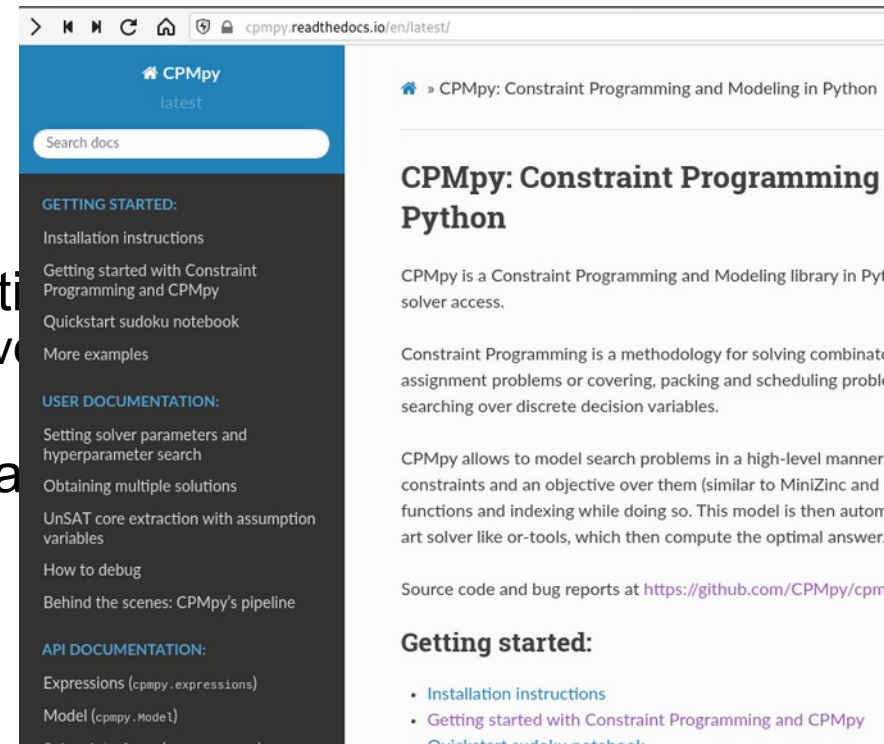 cpmpy.readthedocs.io/en/latest/
CPMpy
latest
Search docs
GETTING STARTED:
Installation instructions
Getting started with Constraint
Programming and CPMpy
Quickstart sudoku notebook
More examples
USER DOCUMENTATION:
Setting solver parameters and
hyperparameter search
Obtaining multiple solutions
UnSAT core extraction with assumption
variables
How to debug
Behind the scenes: CPMpy's pipeline
API DOCUMENTATION:
Expressions (cpmpy.expressions)
Model (cpmpy.Model)
» CPMpy: Constraint Programming and Modeling in Python
CPMpy: Constraint Programming
Python
CPMpy is a Constraint Programming and Modeling library in Pyt
solver access.
Constraint Programming is a methodology for solving combinato
assignment problems or covering, packing and scheduling proble
searching over discrete decision variables.
CPMpy allows to model search problems in a high-level manner,
constraints and an objective over them (similar to MiniZinc and
functions and indexing while doing so. This model is then autom
art solver like or-tools, which then compute the optimal answer.
Source code and bug reports at https://github.com/CPMpy/cpm
Getting started:
• Installation instructions
• Getting started with Constraint Programming and CPMpy
• Quickstart sudoku notebook